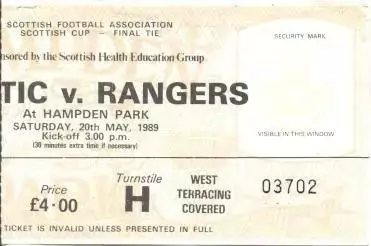 SCOTTISH FOOTBALL ASSOCIATION
SCOTTISH CUP — FINAL TIE
SECURITY MARK
nsored by the Scottish Health Education Group
TIC v. RANGERS
At HAMPDEN PARK
SATURDAY, 20th MAY, 1989
Kick-off 3.00 p.m.
(30 minutes extra time if necessary)
VISIBLE IN THIS WINDOW
Price
£4·00
Turnstile
H
WEST
TERRACING
COVERED
03702
TICKET IS INVALID UNLESS PRESENTED IN FULL